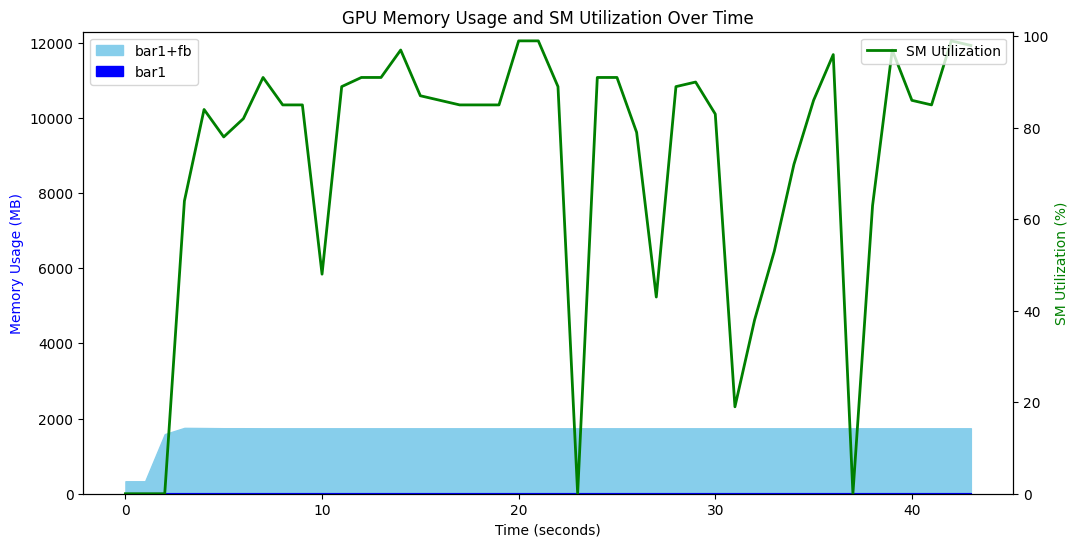 GPU Memory Usage and SM Utilization Over Time
bar1+fb
bar1
SM Utilization
12000
10000
8000
6000
4000
2000
0
Memory Usage (MB)
100
80
60
40
20
0
SM Utilization (%)
0 10 20 30 40
Time (seconds)